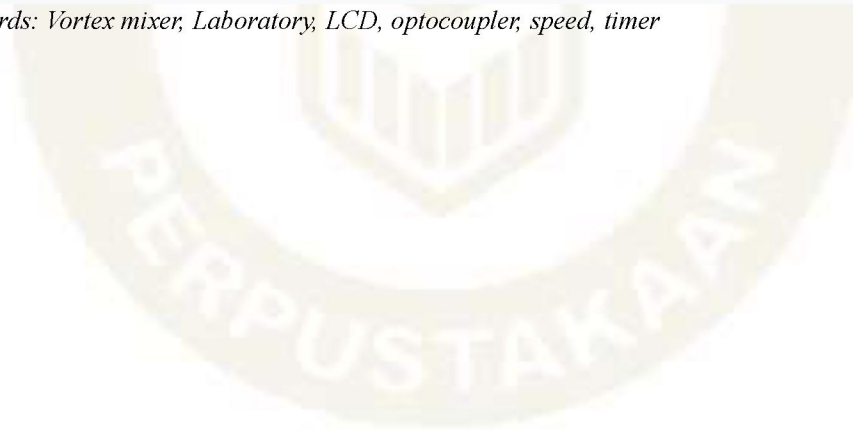 rds: Vortex mixer, Laboratory, LCD, optocoupler, speed, timer
PERPUSTAKAAN